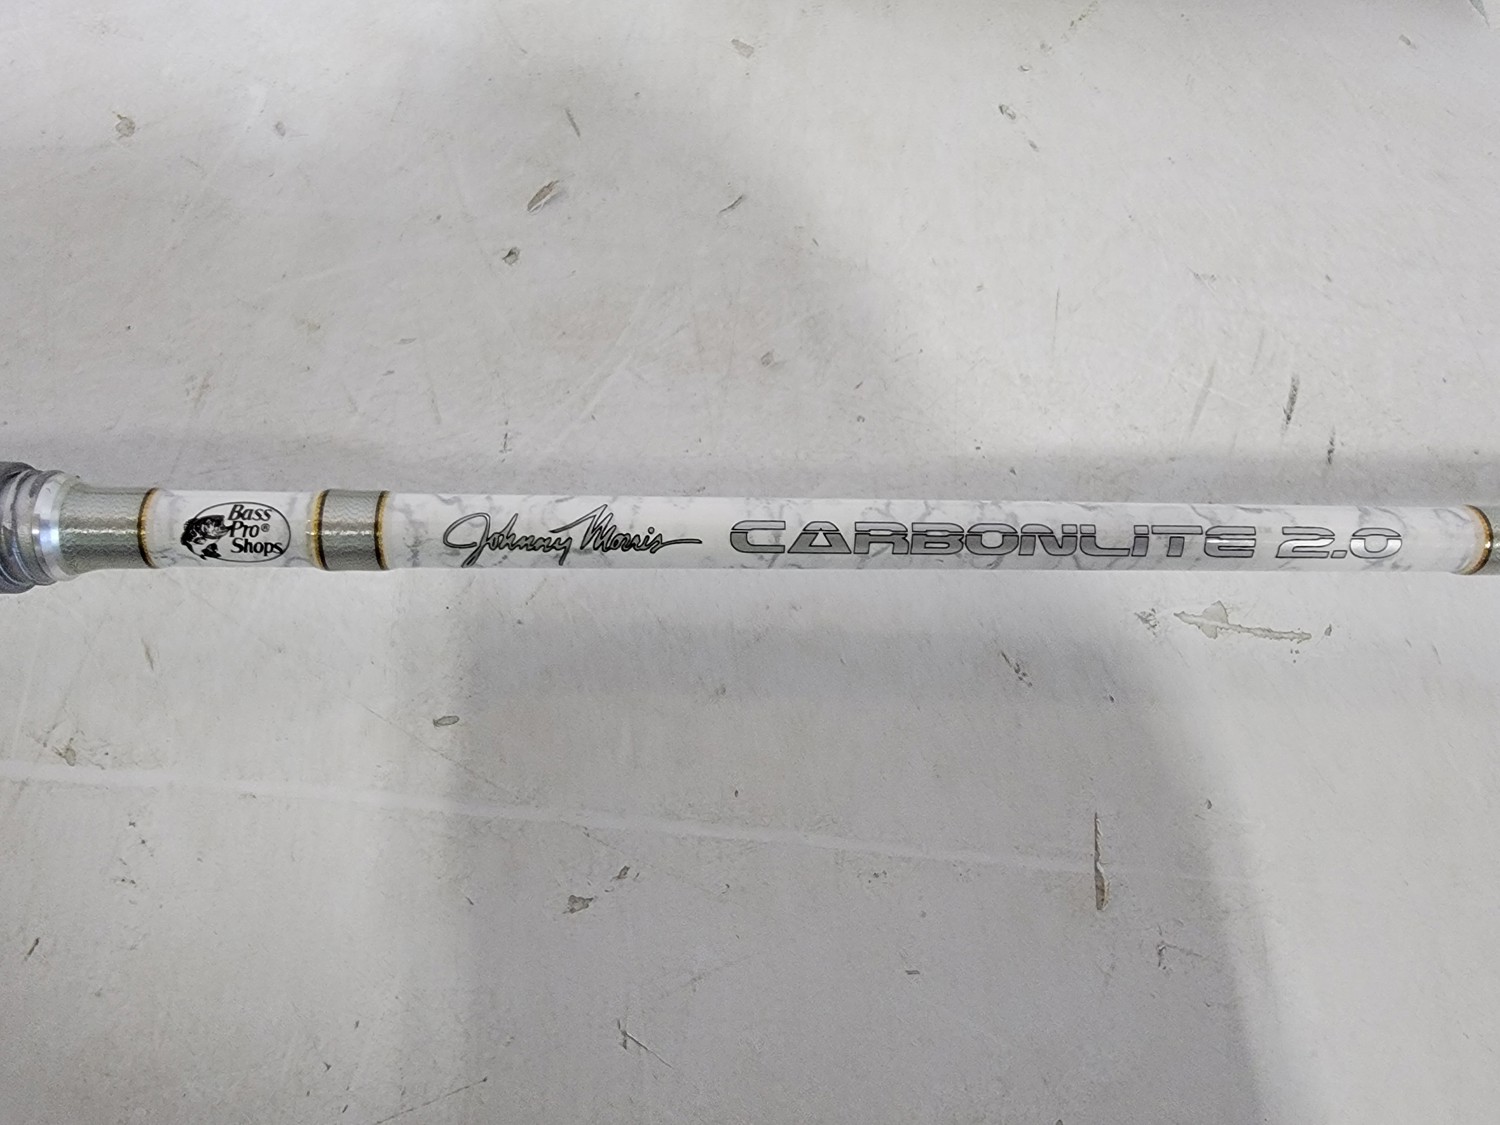 Bass
Pro®
Shops
Johnny Morris CARBONLITE 2.0